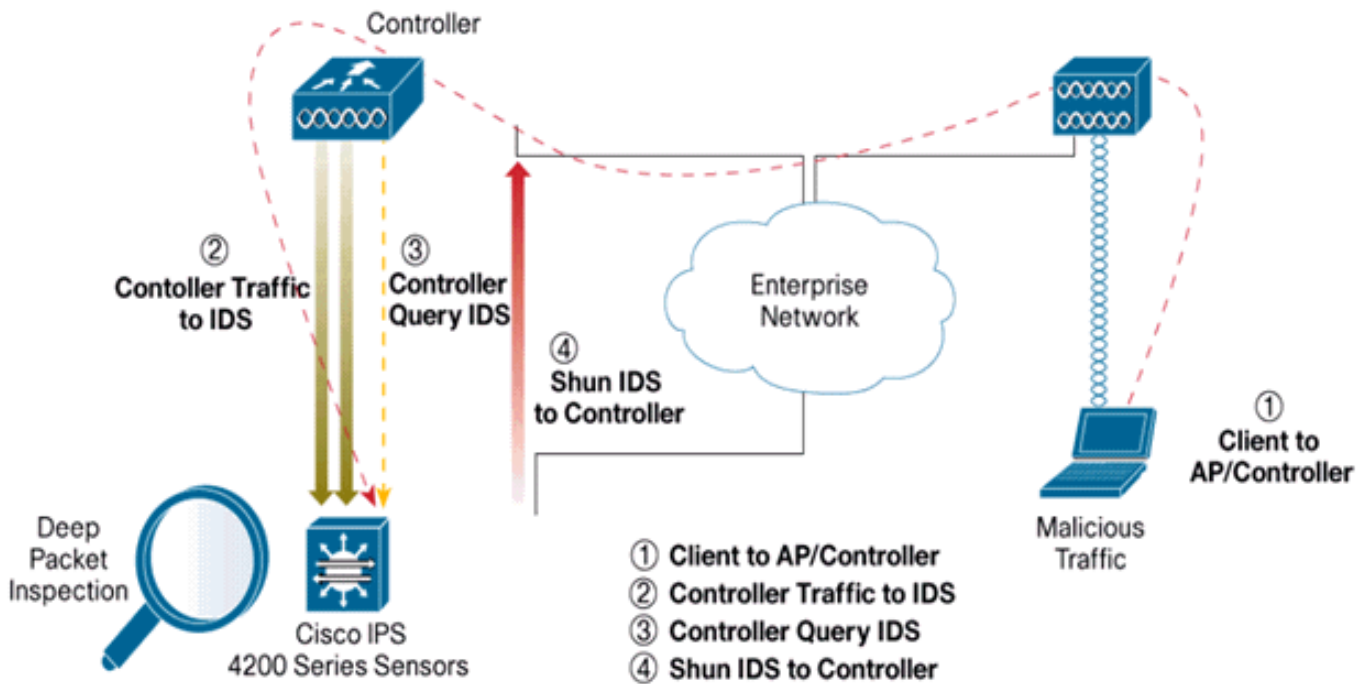 Controller
②
Contoller Traffic
to IDS
③
Controller
Query IDS
④
Shun IDS
to Controller
Enterprise
Network
①
Client to
AP/Controller
Deep
Packet
Inspection
Cisco IPS
4200 Series Sensors
Malicious
Traffic
① Client to AP/Controller
② Controller Traffic to IDS
③ Controller Query IDS
④ Shun IDS to Controller